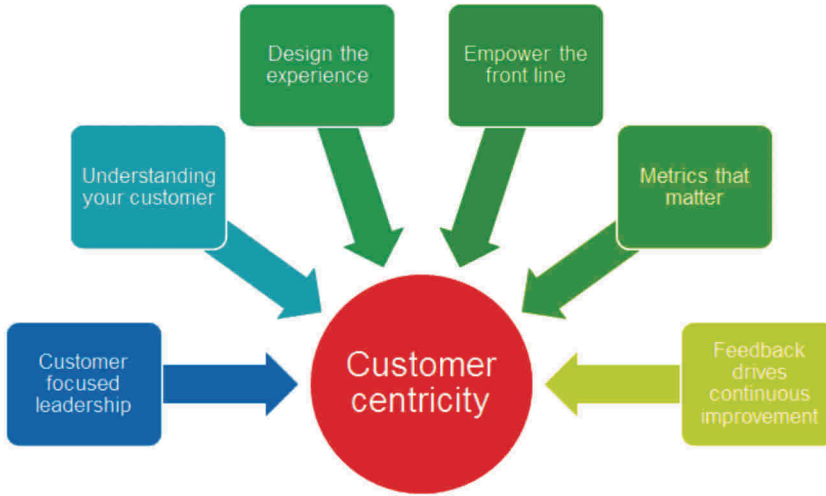 Design the
experience
Empower the
front line
Understanding
your customer
Metrics that
matter
Customer
focused
leadership
Customer
centricity
Feedback
drives
continuous
improvement